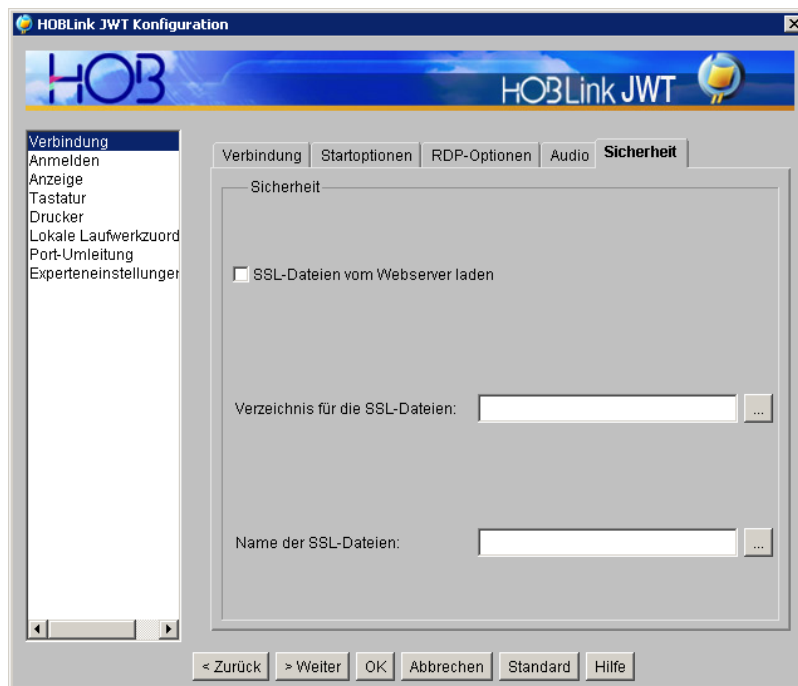 HOBLink JWT Konfiguration
HOB
HOBLink JWT
Verbindung
Anmelden
Anzeige
Tastatur
Drucker
Lokale Laufwerkzuord
Port-Umleitung
Experteneinstellunger
Verbindung Startoptionen RDP-Optionen Audio Sicherheit
Sicherheit
SSL-Dateien vom Webserver laden
Verzeichnis für die SSL-Dateien: ...
Name der SSL-Dateien: ...
< Zurück > Weiter OK Abbrechen Standard Hilfe